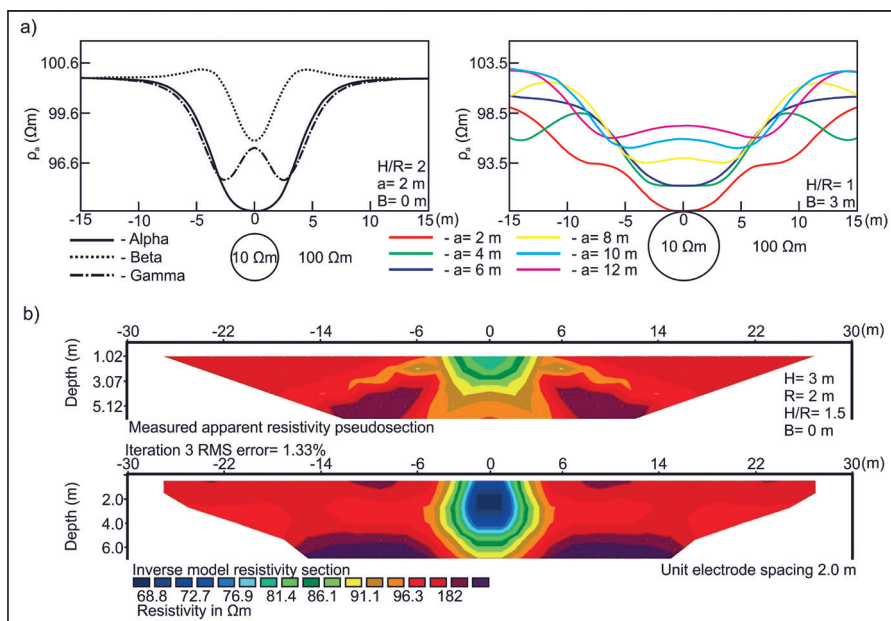 a)
100.6
99.6
96.6
ρa (Ωm)
H/R= 2
a= 2 m
B= 0 m
-15 -10 -5 0 5 10 15 (m)
- Alpha
- Beta
- Gamma
10 Ωm
100 Ωm
103.5
98.5
93.5
ρa (Ωm)
H/R= 1
B= 3 m
-15 -10 -5 0 5 10 15 (m)
- a= 2 m
- a= 4 m
- a= 6 m
- a= 8 m
- a= 10 m
- a= 12 m
10 Ωm
100 Ωm
b)
-30 -22 -14 -6 0 6 14 22 30 (m)
Depth (m)
1.02
3.07
5.12
H= 3 m
R= 2 m
H/R= 1.5
B= 0 m
Measured apparent resistivity pseudosection
Iteration 3 RMS error= 1.33%
-30 -22 -14 -6 0 6 14 22 30 (m)
Depth (m)
2.0
4.0
6.0
Inverse model resistivity section
Unit electrode spacing 2.0 m
68.8 72.7 76.9 81.4 86.1 91.1 96.3 182
Resistivity in Ωm